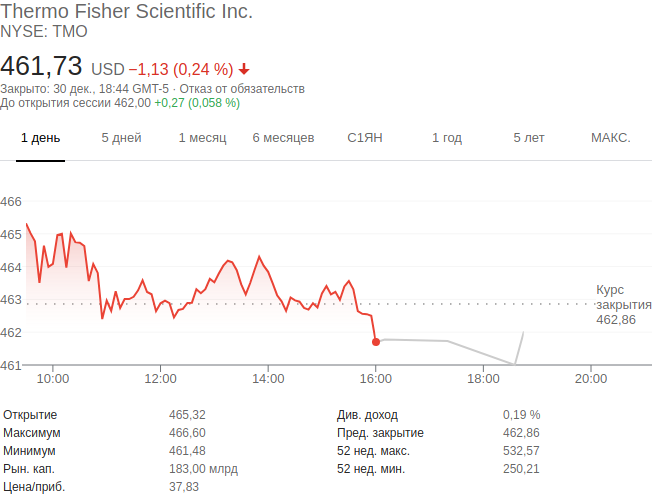 Thermo Fisher Scientific Inc.
NYSE: TMO
461,73 USD −1,13 (0,24 %)
Закрыто: 30 дек., 18:44 GMT-5 · Отказ от обязательств
До открытия сессии 462,00 +0,27 (0,058 %)
1 день 5 дней 1 месяц 6 месяцев С1ЯН 1 год 5 лет МАКС.
466
465
464
463
462
461
Курс
закрытия
462,86
10:00 12:00 14:00 16:00 18:00 20:00
Открытие 465,32 Див. доход 0,19 %
Максимум 466,60 Пред. закрытие 462,86
Минимум 461,48 52 нед. макс. 532,57
Рын. кап. 183,00 млрд 52 нед. мин. 250,21
Цена/приб. 37,83